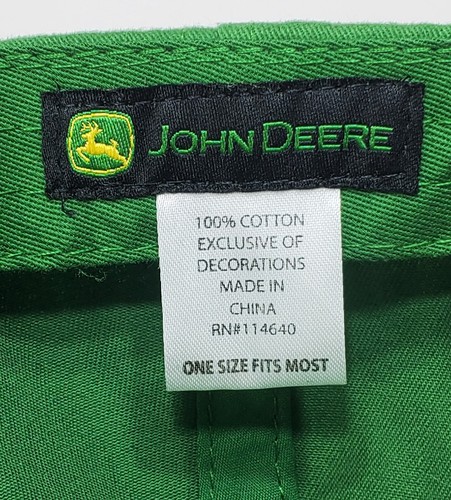 JOHN DEERE
100% COTTON
EXCLUSIVE OF
DECORATIONS
MADE IN
CHINA
RN#114640
ONE SIZE FITS MOST